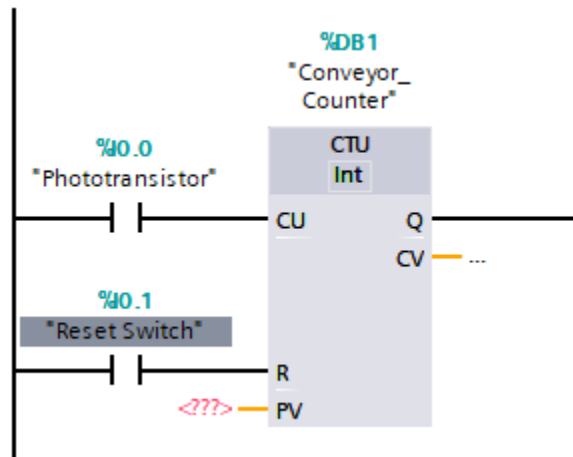 %DB1
"Conveyor_
Counter"
%I0.0
"Phototransistor"
CTU
Int
CU
Q
CV
...
%I0.1
"Reset Switch"
R
<???>
PV